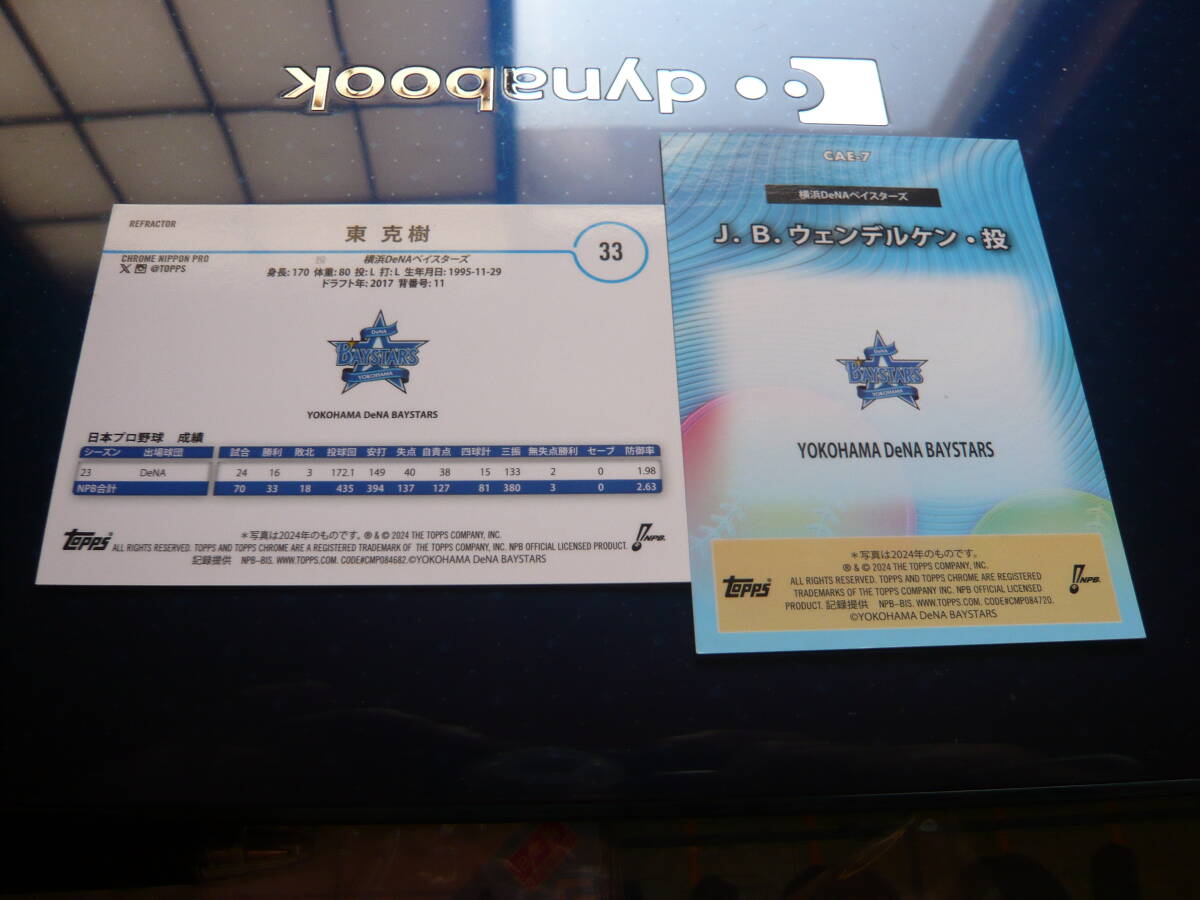 dynabook
REFRACTOR
東 克樹
33
CHROME NIPPON PRO
@TOPPS
投 横浜DeNAベイスターズ
身長: 170 体重: 80 投: L 打: L 生年月日: 1995-11-29
ドラフト年: 2017 背番号: 11
DeNA
BAYSTARS
YOKOHAMA
YOKOHAMA DeNA BAYSTARS
日本プロ野球 成績
シーズン 出場球団 試合 勝利 敗北 投球回 安打 失点 自責点 四球計 三振 無失点勝利 セーブ 防御率
23 DeNA 24 16 3 172.1 149 40 38 15 133 2 0 1.98
NPB合計 70 33 18 435 394 137 127 81 380 3 0 2.63
topps
*写真は2024年のものです。 ® & © 2024 THE TOPPS COMPANY, INC.
ALL RIGHTS RESERVED. TOPPS AND TOPPS CHROME ARE A REGISTERED TRADEMARK OF THE TOPPS COMPANY, INC. NPB OFFICIAL LICENSED PRODUCT.
記録提供 NPB-BIS. WWW.TOPPS.COM. CODE#CMP084682.©YOKOHAMA DeNA BAYSTARS
NPB.
CAE-7
横浜DeNAベイスターズ
J. B. ウェンデルケン・投
DeNA
BAYSTARS
YOKOHAMA
YOKOHAMA DeNA BAYSTARS
topps
*写真は2024年のものです。
® & © 2024 THE TOPPS COMPANY, INC.
ALL RIGHTS RESERVED. TOPPS AND TOPPS CHROME ARE REGISTERED
TRADEMARKS OF THE TOPPS COMPANY INC. NPB OFFICIAL LICENSED
PRODUCT. 記録提供 NPB-BIS. WWW.TOPPS.COM. CODE#CMP084720.
©YOKOHAMA DeNA BAYSTARS
NPB.